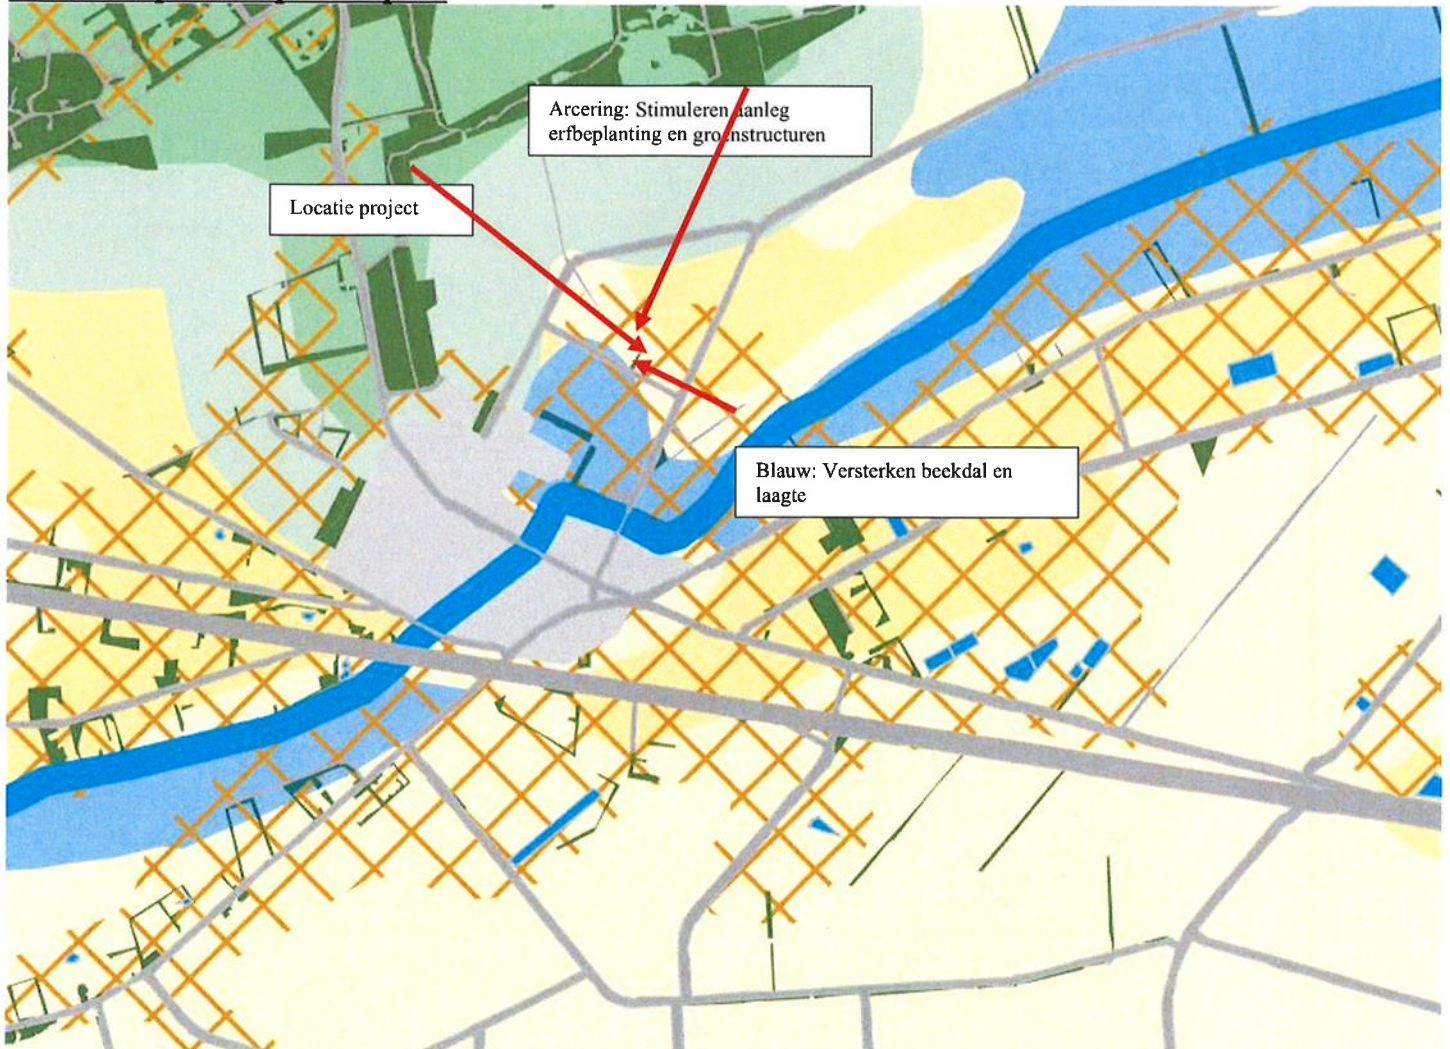 Arcering: Stimuleren aanleg
erfbeplanting en groenstructuren
Locatie project
Blauw: Versterken beekdal en
laagte